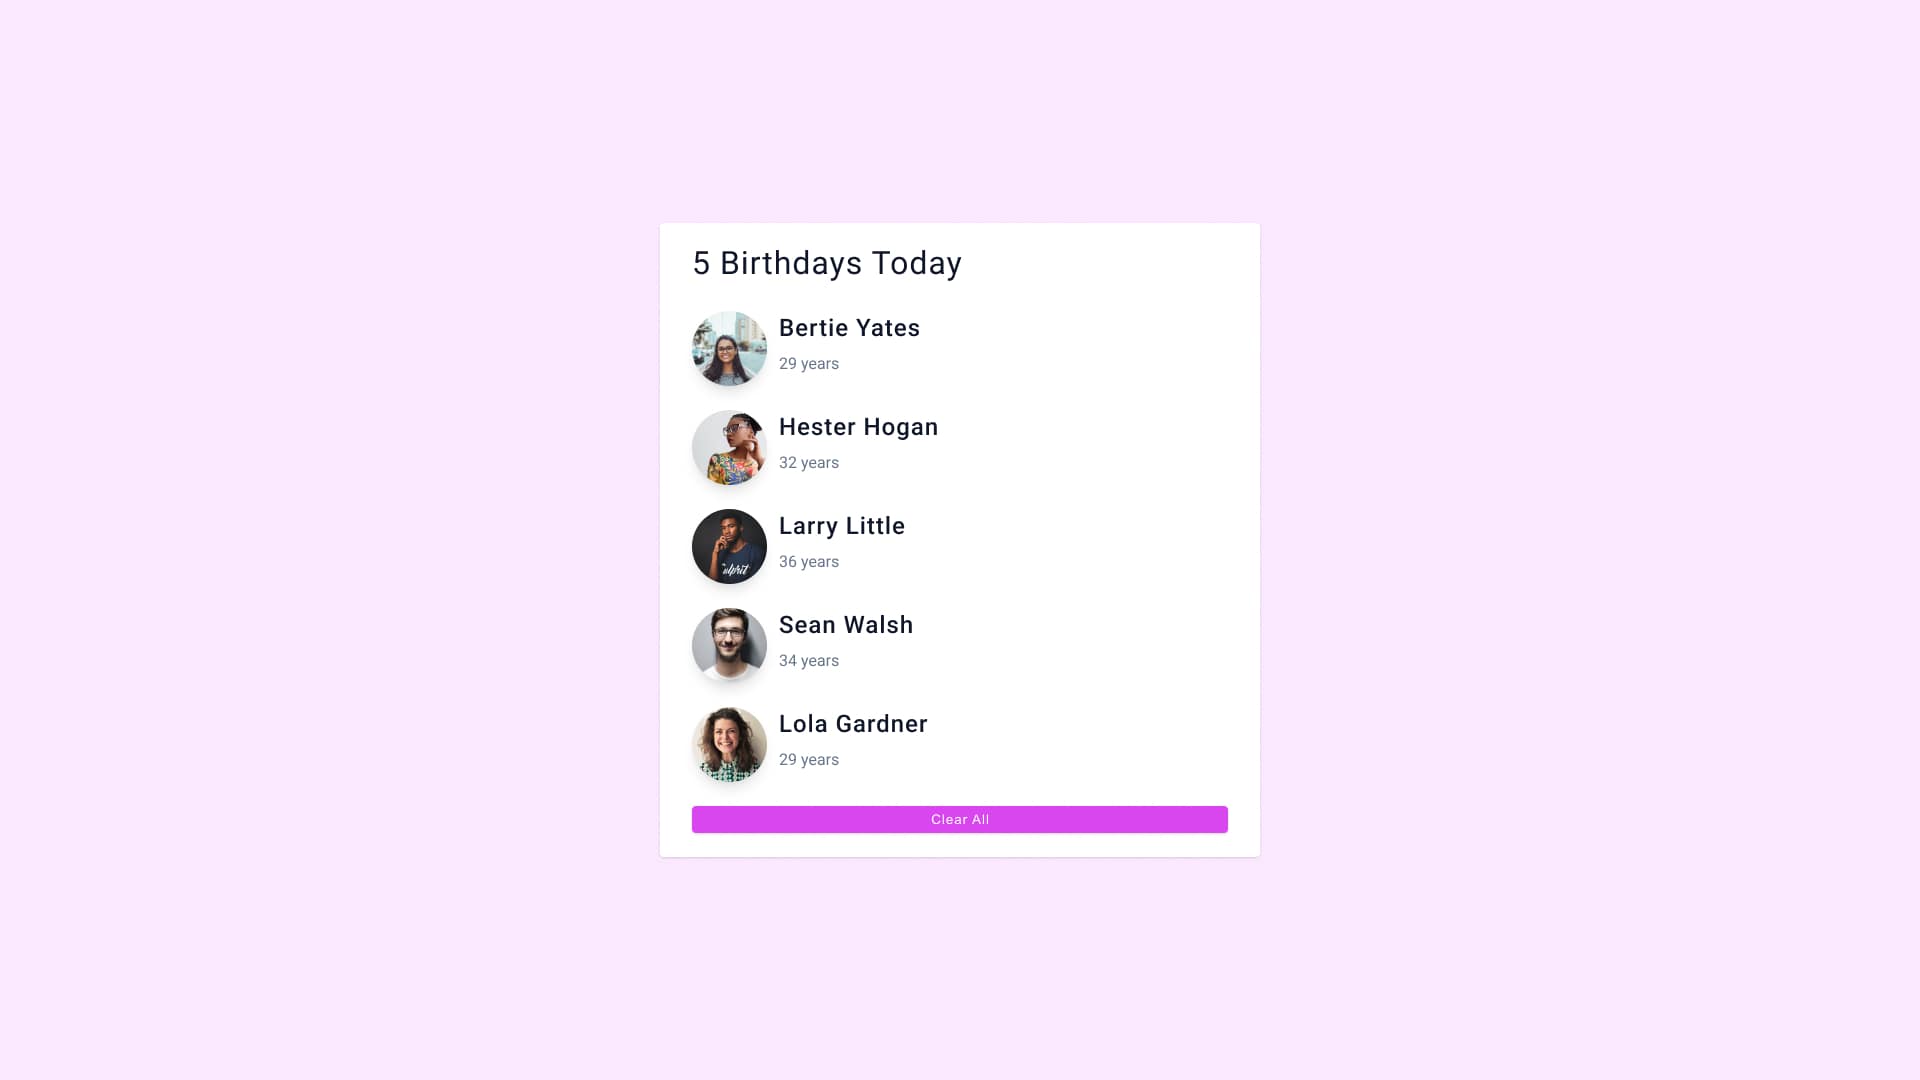 5 Birthdays Today
Bertie Yates
29 years
Hester Hogan
32 years
Larry Little
36 years
ulprit
Sean Walsh
34 years
Lola Gardner
29 years
Clear All